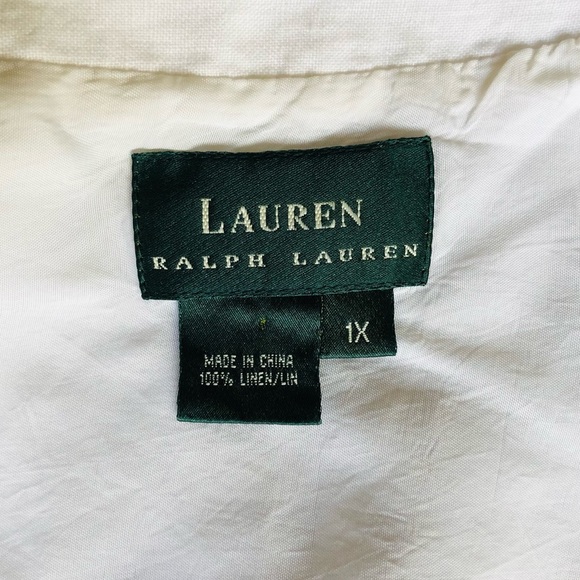 LAUREN
RALPH LAUREN
1X
MADE IN CHINA
100% LINEN/LIN